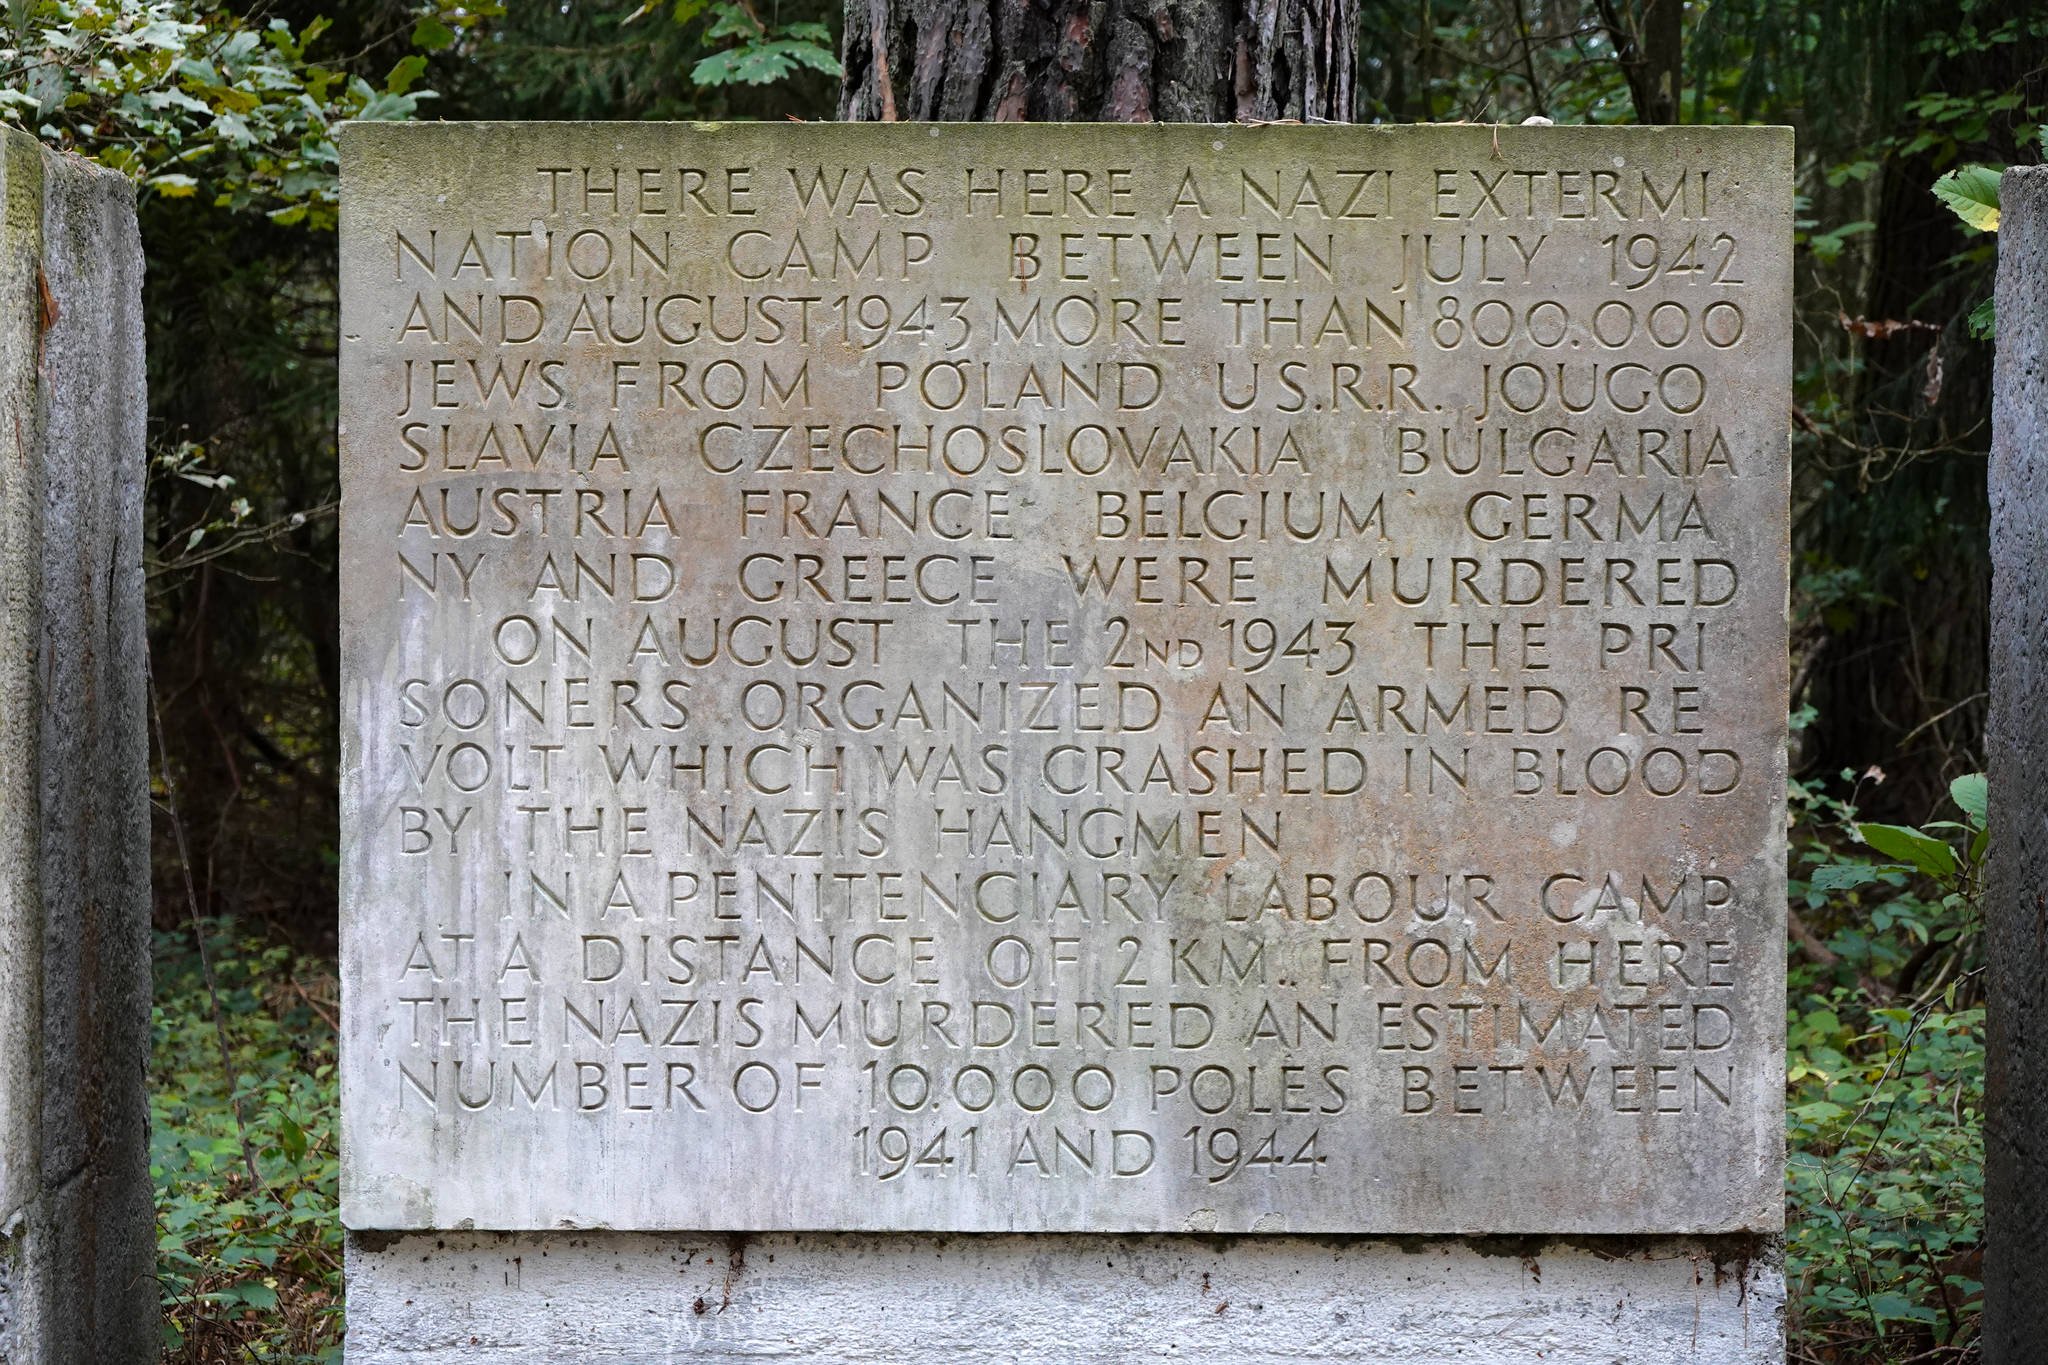 THERE WAS HERE A NAZI EXTERMI
NATION CAMP BETWEEN JULY 1942
AND AUGUST 1943 MORE THAN 800.000
JEWS FROM POLAND US.R.R. JOUGO
SLAVIA CZECHOSLOVAKIA BULGARIA
AUSTRIA FRANCE BELGIUM GERMA
NY AND GREECE WERE MURDERED
ON AUGUST THE 2ND 1943 THE PRI
SONERS ORGANIZED AN ARMED RE
VOLT WHICH WAS CRASHED IN BLOOD
BY THE NAZIS HANGMEN
IN A PENITENCIARY LABOUR CAMP
AT A DISTANCE OF 2 KM. FROM HERE
THE NAZIS MURDERED AN ESTIMATED
NUMBER OF 10.000 POLES BETWEEN
1941 AND 1944